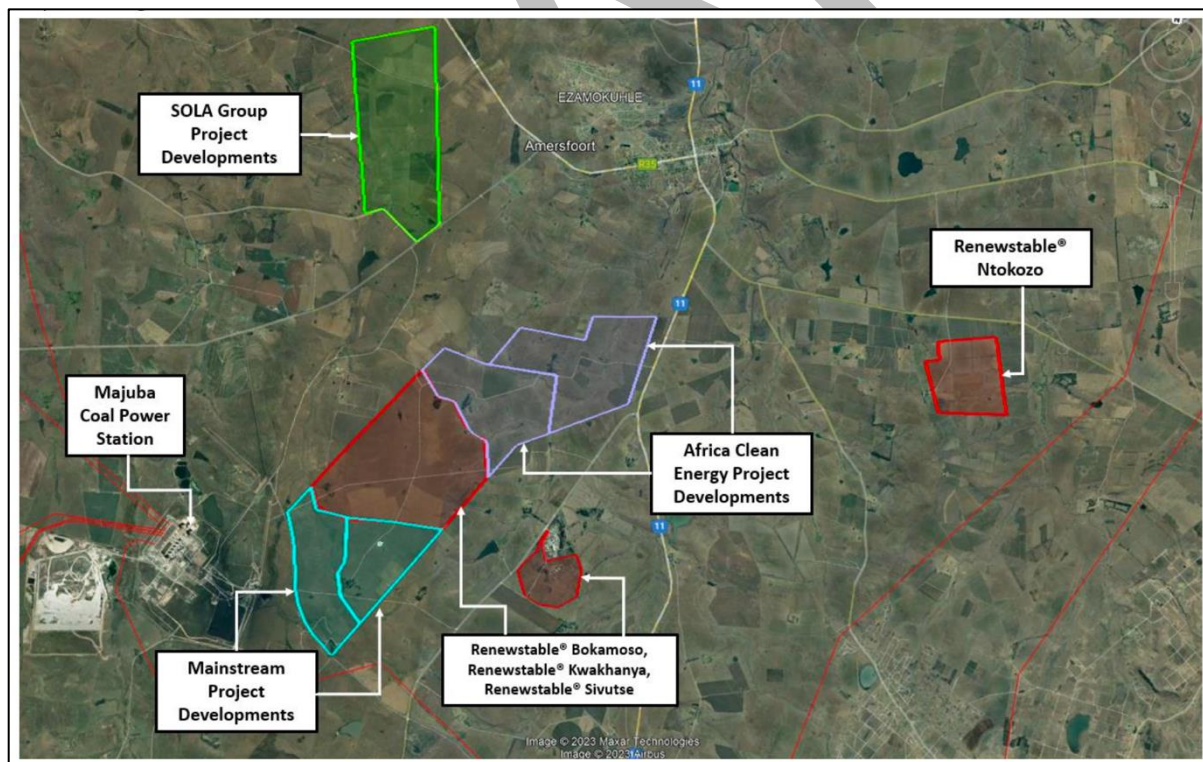 11
EZAMOKUHLE
SOLA Group
Project
Developments
Amersfoort
R35
Renewstable®
Ntokozo
11
Majuba
Coal Power
Station
Africa Clean
Energy Project
Developments
11
Renewstable® Bokamoso,
Renewstable® Kwakhanya,
Renewstable® Sivutse
Mainstream
Project
Developments
Image © 2023 Maxar Technologies
Image © 2023 Airbus